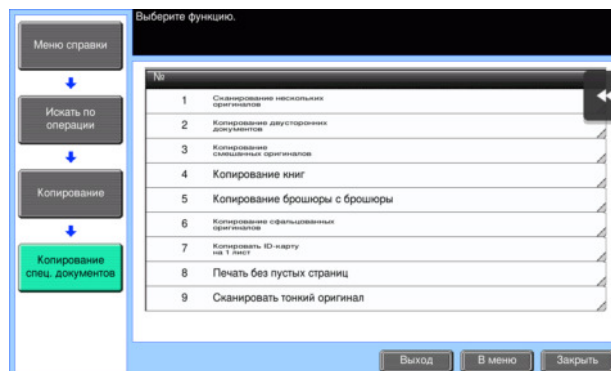 Выберите функцию.
Меню справки
Искать по
операции
Копирование
Копирование
спец. документов
№
1 Сканирование нескольких
оригиналов
2 Копирование двусторонних
документов
3 Копирование
смешанных оригиналов
4 Копирование книг
5 Копирование брошюры с брошюры
6 Копирование сфальцованных
оригиналов
7 Копировать ID-карту
на 1 лист
8 Печать без пустых страниц
9 Сканировать тонкий оригинал
Выход
В меню
Закрыть